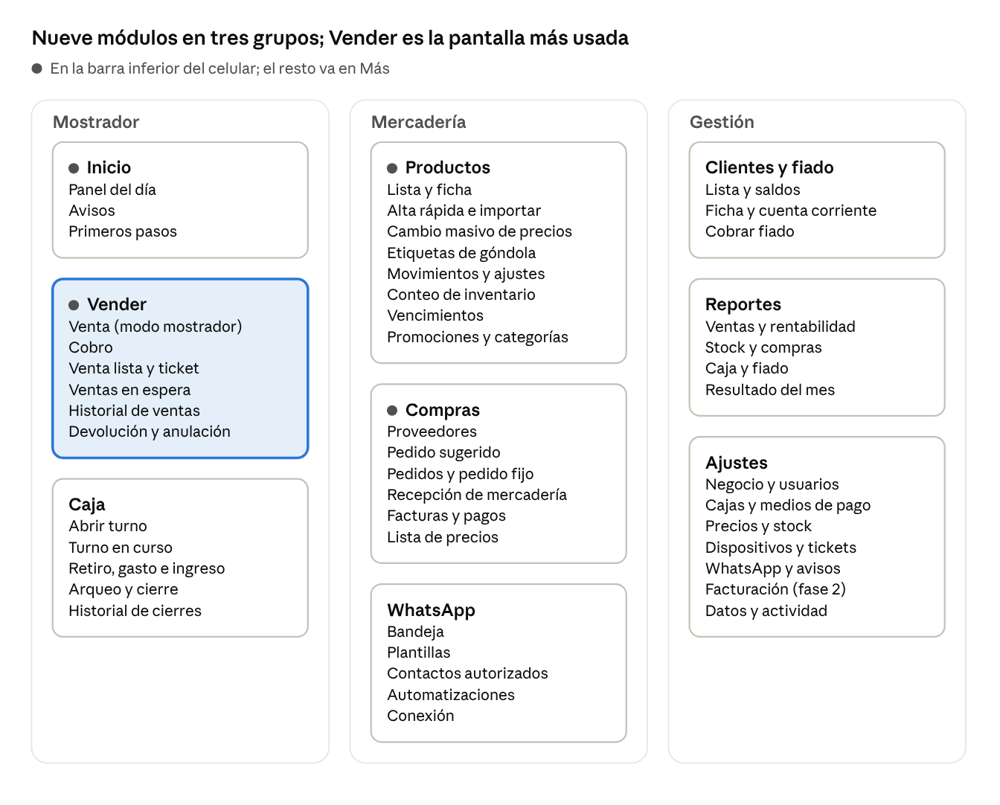 Nueve módulos en tres grupos; Vender es la pantalla más usada
En la barra inferior del celular; el resto va en Más
Mostrador
Inicio
Panel del día
Avisos
Primeros pasos
Vender
Venta (modo mostrador)
Cobro
Venta lista y ticket
Ventas en espera
Historial de ventas
Devolución y anulación
Caja
Abrir turno
Turno en curso
Retiro, gasto e ingreso
Arqueo y cierre
Historial de cierres
Mercadería
Productos
Lista y ficha
Alta rápida e importar
Cambio masivo de precios
Etiquetas de góndola
Movimientos y ajustes
Conteo de inventario
Vencimientos
Promociones y categorías
Compras
Proveedores
Pedido sugerido
Pedidos y pedido fijo
Recepción de mercadería
Facturas y pagos
Lista de precios
WhatsApp
Bandeja
Plantillas
Contactos autorizados
Automatizaciones
Conexión
Gestión
Clientes y fiado
Lista y saldos
Ficha y cuenta corriente
Cobrar fiado
Reportes
Ventas y rentabilidad
Stock y compras
Caja y fiado
Resultado del mes
Ajustes
Negocio y usuarios
Cajas y medios de pago
Precios y stock
Dispositivos y tickets
WhatsApp y avisos
Facturación (fase 2)
Datos y actividad